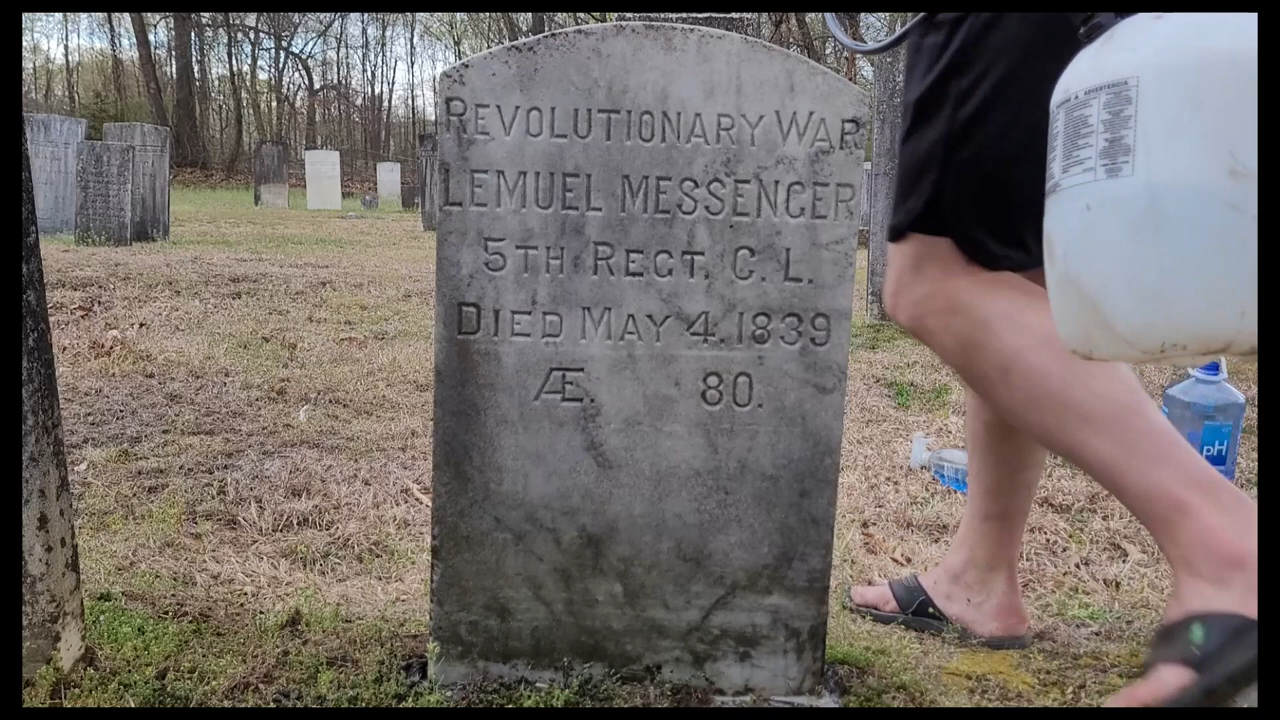 REVOLUTIONARY WAR
LEMUEL MESSENGER
5TH REGT. C. L.
DIED MAY 4. 1839
Æ. 80.
pH